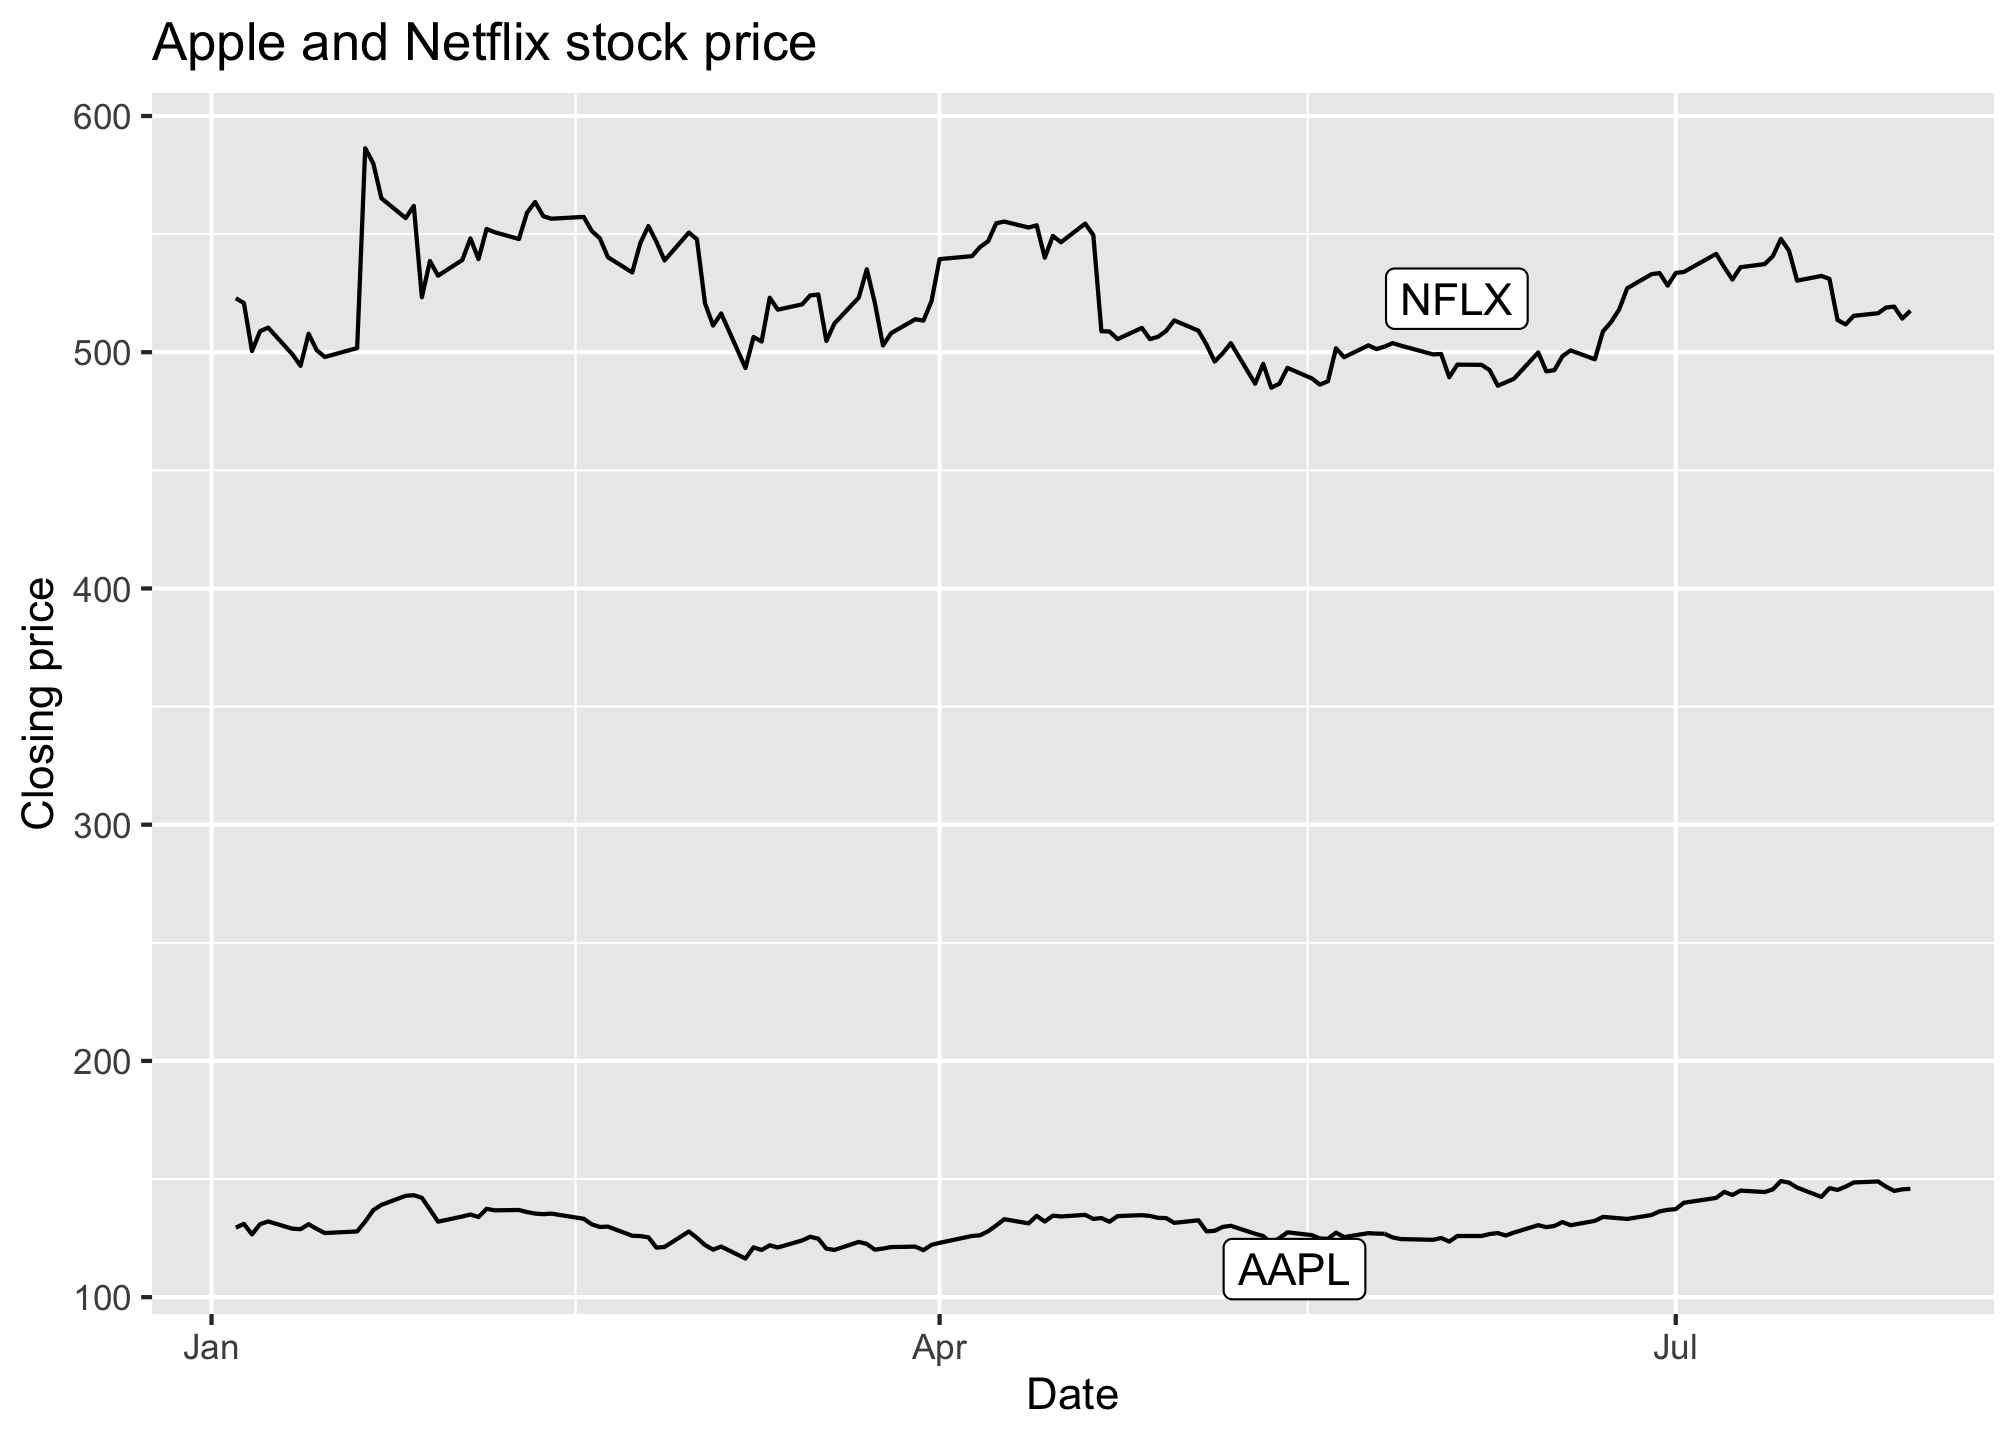 Apple and Netflix stock price
600
500
400
300
200
100
Closing price
NFLX
AAPL
Jan Apr Jul
Date